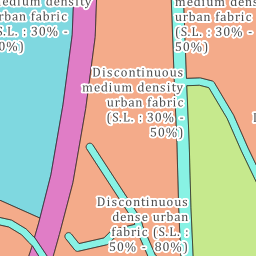 medium density
urban fabric
(S.L. : 30% -
50%)
medium density
urban fabric
(S.L. : 30% -
50%)
Discontinuous
medium density
urban fabric
(S.L. : 30% -
50%)
Discontinuous
dense urban
fabric (S.L. :
50% - 80%)